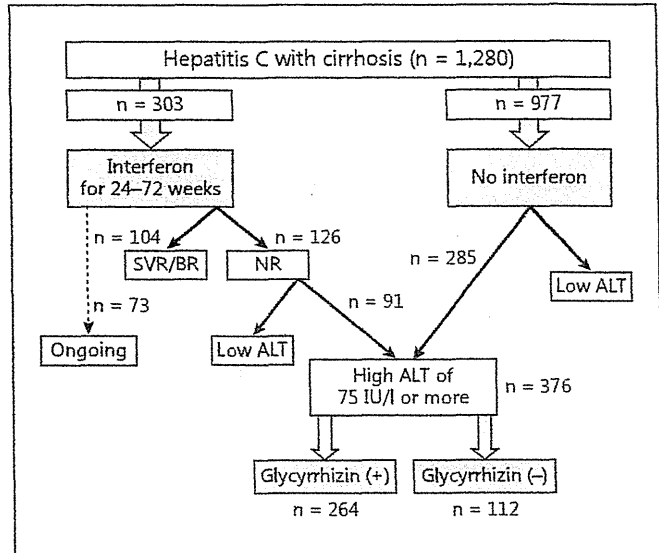 Hepatitis C with cirrhosis (n = 1,280)
n = 303
n = 977
Interferon
for 24–72 weeks
No interferon
n = 104
n = 126
SVR/BR
NR
n = 285
Low ALT
n = 73
n = 91
Ongoing
Low ALT
High ALT of
75 IU/l or more
n = 376
Glycyrrhizin (+)
Glycyrrhizin (–)
n = 264
n = 112